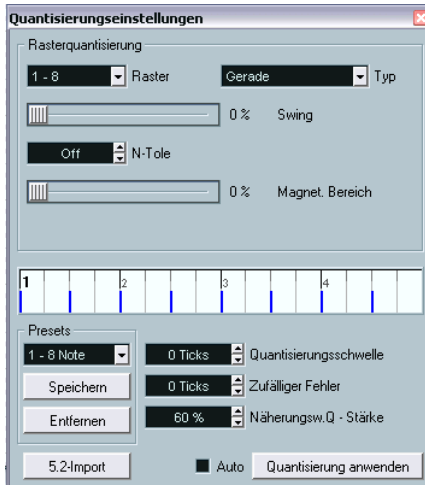 Quantisierungseinstellungen
Rasterquantisierung
1 - 8 Raster Gerade Typ
0 % Swing
Off N-Tole
0 % Magnet. Bereich
1 2 3 4
Presets
1 - 8 Note 0 Ticks Quantisierungsschwelle
Speichern 0 Ticks Zufälliger Fehler
Entfernen 60 % Näherungsw.Q - Stärke
5.2-Import Auto Quantisierung anwenden